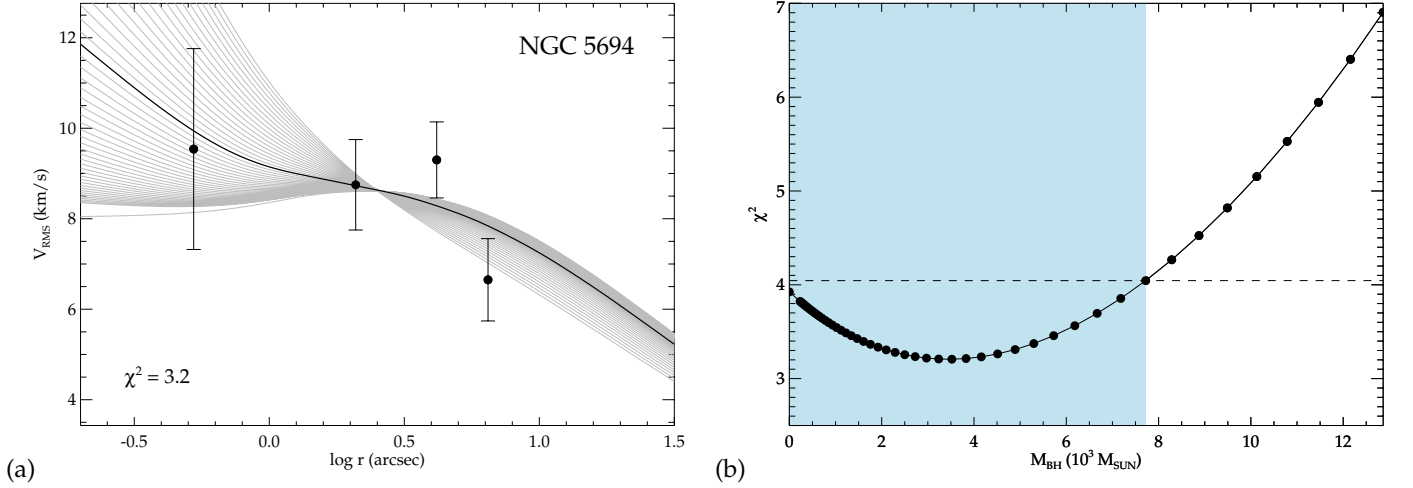 NGC 5694
12
10
8
6
4
V_RMS (km/s)
χ² = 3.2
-0.5 0.0 0.5 1.0 1.5
log r (arcsec)
(a)
7
6
5
4
3
χ²
0 2 4 6 8 10 12
M_BH (10³ M_SUN)
(b)